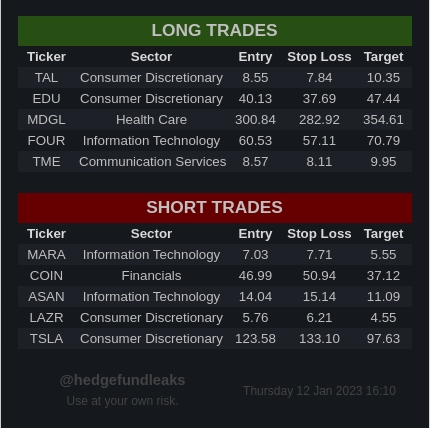 LONG TRADES
Ticker Sector Entry Stop Loss Target
TAL Consumer Discretionary 8.55 7.84 10.35
EDU Consumer Discretionary 40.13 37.69 47.44
MDGL Health Care 300.84 282.92 354.61
FOUR Information Technology 60.53 57.11 70.79
TME Communication Services 8.57 8.11 9.95
SHORT TRADES
Ticker Sector Entry Stop Loss Target
MARA Information Technology 7.03 7.71 5.55
COIN Financials 46.99 50.94 37.12
ASAN Information Technology 14.04 15.14 11.09
LAZR Consumer Discretionary 5.76 6.21 4.55
TSLA Consumer Discretionary 123.58 133.10 97.63
@hedgefundleaks
Use at your own risk.
Thursday 12 Jan 2023 16:10